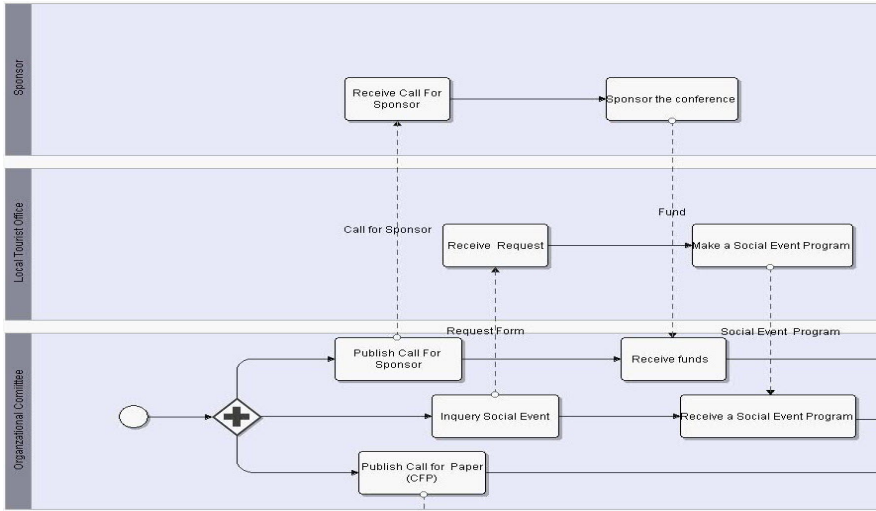 Sponsor
Receive Call For
Sponsor
Sponsor the conference
Local Tourist Office
Call for Sponsor
Receive Request
Fund
Make a Social Event Program
Request Form
Social Event Program
Organzational Comittee
Publish Call For
Sponsor
Receive funds
Inquery Social Event
Receive a Social Event Program
Publish Call for Paper
(CFP)